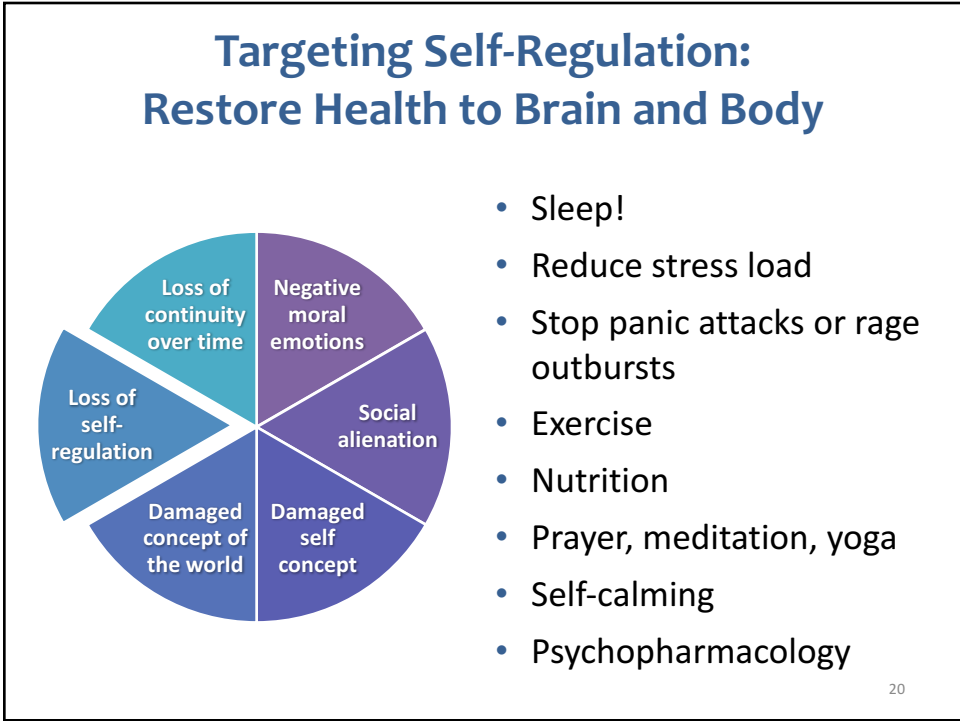 Targeting Self-Regulation:
Restore Health to Brain and Body
Loss of
continuity
over time
Negative
moral
emotions
Loss of
self-
regulation
Social
alienation
Damaged
concept of
the world
Damaged
self
concept
• Sleep!
• Reduce stress load
• Stop panic attacks or rage
outbursts
• Exercise
• Nutrition
• Prayer, meditation, yoga
• Self-calming
• Psychopharmacology
20